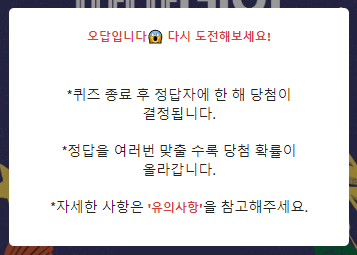 오답입니다😱 다시 도전해보세요!
*퀴즈 종료 후 정답자에 한 해 당첨이
결정됩니다.
*정답을 여러번 맞출 수록 당첨 확률이
올라갑니다.
*자세한 사항은 '유의사항'을 참고해주세요.